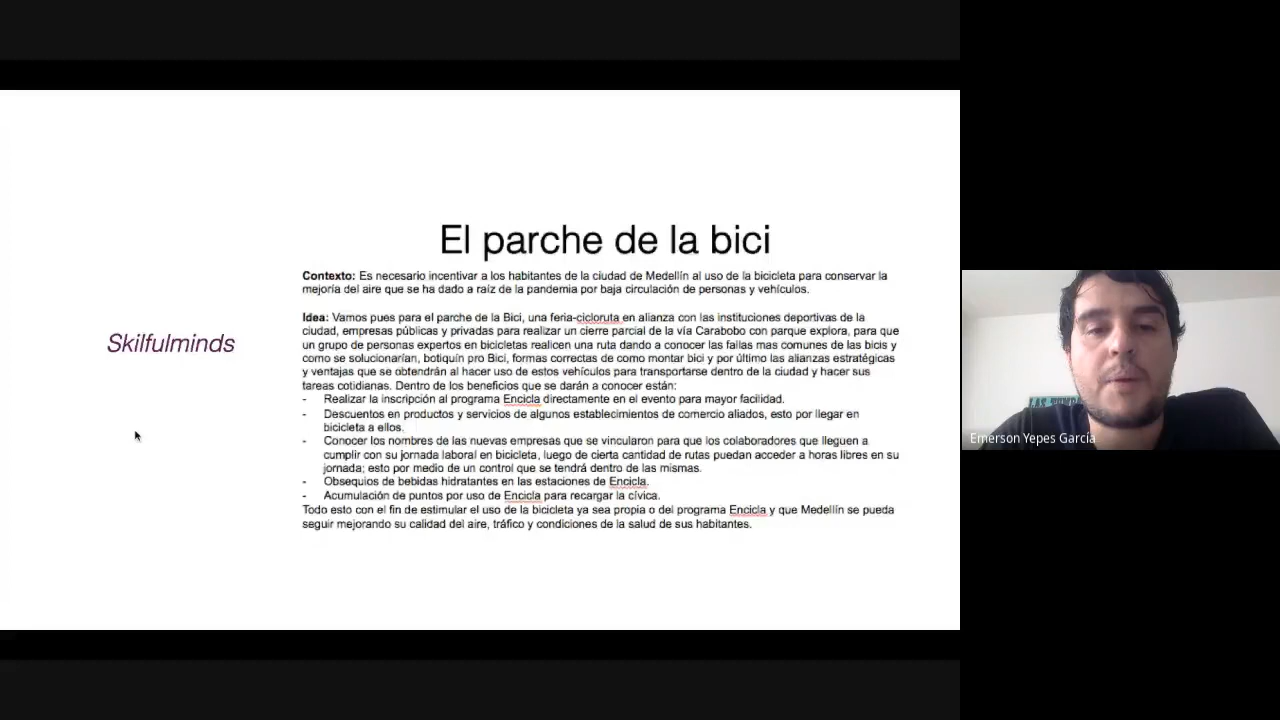 El parche de la bici
Contexto: Es necesario incentivar a los habitantes de la ciudad de Medellín al uso de la bicicleta para conservar la
mejoría del aire que se ha dado a raíz de la pandemia por baja circulación de personas y vehículos.
Idea: Vamos pues para el parche de la Bici, una feria-cicloruta en alianza con las instituciones deportivas de la
ciudad, empresas públicas y privadas para realizar un cierre parcial de la vía Carabobo con parque explora, para que
un grupo de personas expertos en bicicletas realicen una ruta dando a conocer las fallas mas comunes de las bicis y
como se solucionarían, botiquín pro Bici, formas correctas de como montar bici y por último las alianzas estratégicas
y ventajas que se obtendrán al hacer uso de estos vehículos para transportarse dentro de la ciudad y hacer sus
tareas cotidianas. Dentro de los beneficios que se darán a conocer están:
- Realizar la inscripción al programa Encicla directamente en el evento para mayor facilidad.
- Descuentos en productos y servicios de algunos establecimientos de comercio aliados, esto por llegar en
bicicleta a ellos.
- Conocer los nombres de las nuevas empresas que se vincularon para que los colaboradores que lleguen a
cumplir con su jornada laboral en bicicleta, luego de cierta cantidad de rutas puedan acceder a horas libres en su
jornada; esto por medio de un control que se tendrá dentro de las mismas.
- Obsequios de bebidas hidratantes en las estaciones de Encicla.
- Acumulación de puntos por uso de Encicla para recargar la cívica.
Todo esto con el fin de estimular el uso de la bicicleta ya sea propia o del programa Encicla y que Medellín se pueda
seguir mejorando su calidad del aire, tráfico y condiciones de la salud de sus habitantes.
Skilfulminds
Emerson Yepes García